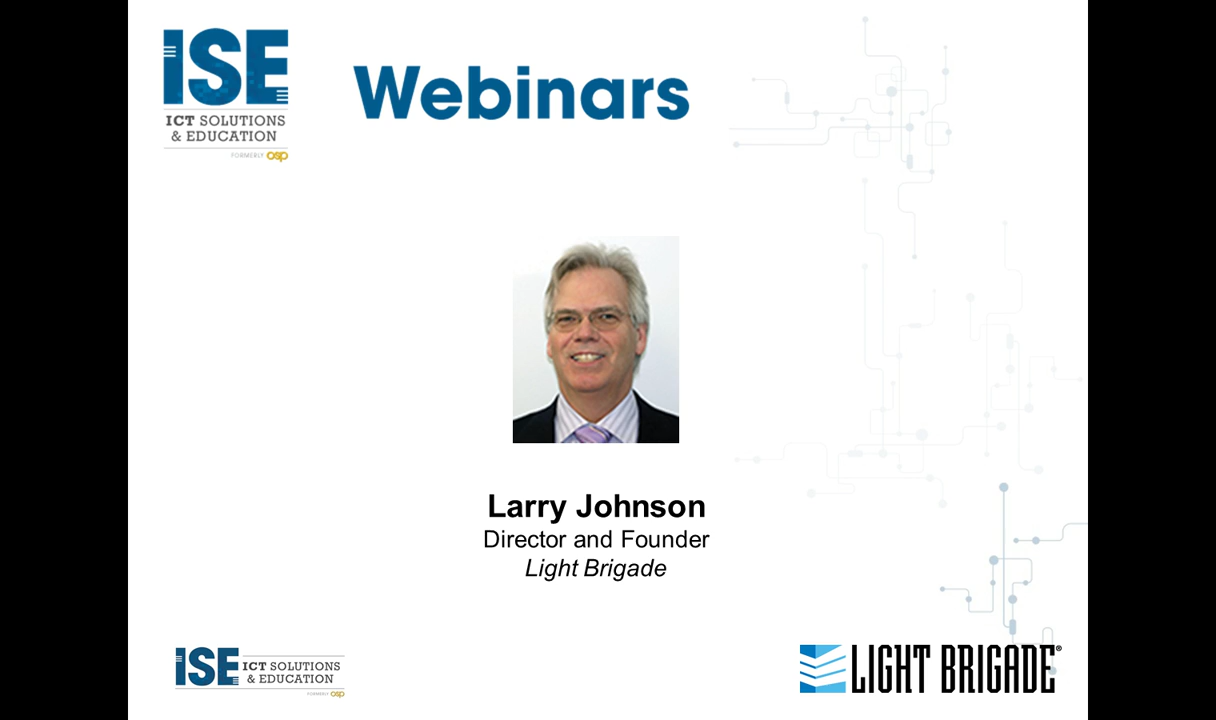 ISE
ICT SOLUTIONS
& EDUCATION
FORMERLY OSP
Webinars
Larry Johnson
Director and Founder
Light Brigade
ISE ICT SOLUTIONS
& EDUCATION
FORMERLY OSP
LIGHT BRIGADE®